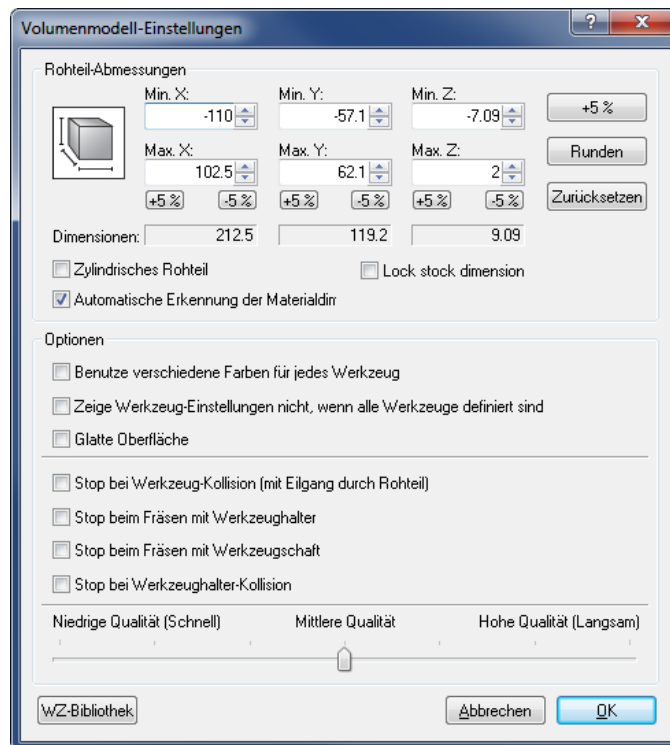 Volumenmodell-Einstellungen
Rohteil-Abmessungen
Min. X: Min. Y: Min. Z:
-110 -57.1 -7.09 +5 %
Max. X: Max. Y: Max. Z: Runden
102.5 62.1 2
+5 % -5 % +5 % -5 % +5 % -5 % Zurücksetzen
Dimensionen: 212.5 119.2 9.09
Zylindrisches Rohteil Lock stock dimension
Automatische Erkennung der Materialdim
Optionen
Benutze verschiedene Farben für jedes Werkzeug
Zeige Werkzeug-Einstellungen nicht, wenn alle Werkzeuge definiert sind
Glatte Oberfläche
Stop bei Werkzeug-Kollision (mit Eilgang durch Rohteil)
Stop beim Fräsen mit Werkzeughalter
Stop beim Fräsen mit Werkzeugschaft
Stop bei Werkzeughalter-Kollision
Niedrige Qualität (Schnell) Mittlere Qualität Hohe Qualität (Langsam)
WZ-Bibliothek Abbrechen OK